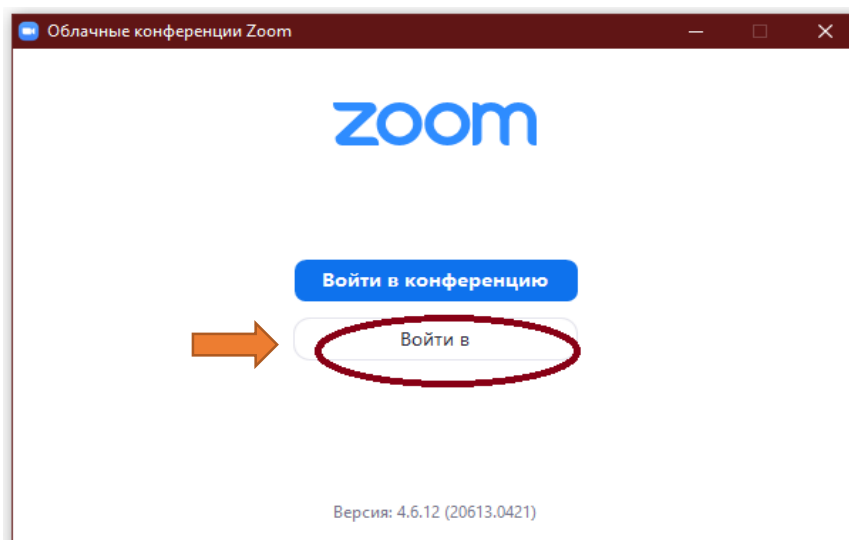 Облачные конференции Zoom
zoom
Войти в конференцию
Войти в
Версия: 4.6.12 (20613.0421)